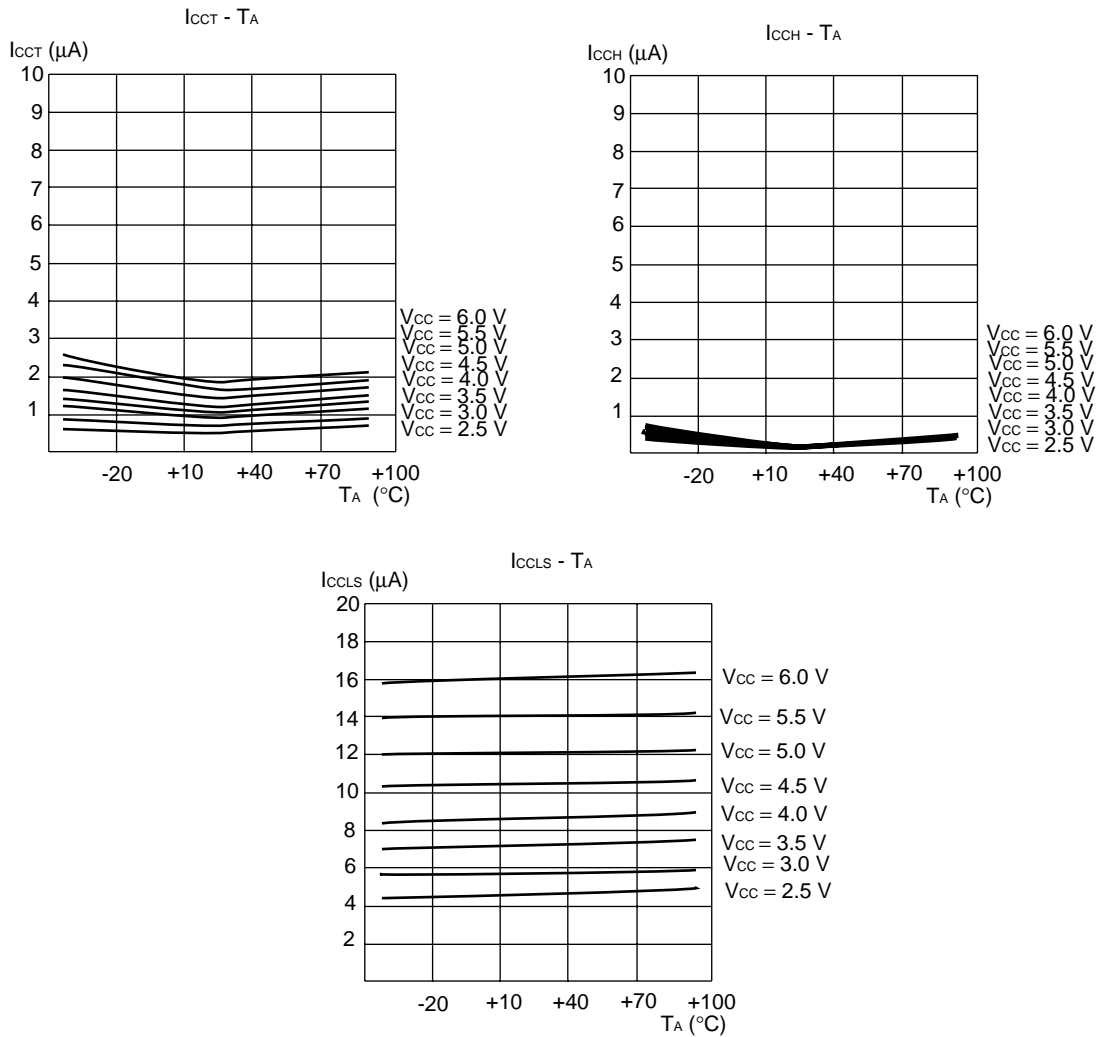 ICCT - TA
ICCT (μA)
10
9
8
7
6
5
4
3
2
1
VCC = 6.0 V
VCC = 5.5 V
VCC = 5.0 V
VCC = 4.5 V
VCC = 4.0 V
VCC = 3.5 V
VCC = 3.0 V
VCC = 2.5 V
-20 +10 +40 +70 +100
TA (°C)
ICCH - TA
ICCH (μA)
10
9
8
7
6
5
4
3
2
1
VCC = 6.0 V
VCC = 5.5 V
VCC = 5.0 V
VCC = 4.5 V
VCC = 4.0 V
VCC = 3.5 V
VCC = 3.0 V
VCC = 2.5 V
-20 +10 +40 +70 +100
TA (°C)
ICCLS - TA
ICCLS (μA)
20
18
16
14
12
10
8
6
4
2
VCC = 6.0 V
VCC = 5.5 V
VCC = 5.0 V
VCC = 4.5 V
VCC = 4.0 V
VCC = 3.5 V
VCC = 3.0 V
VCC = 2.5 V
-20 +10 +40 +70 +100
TA (°C)